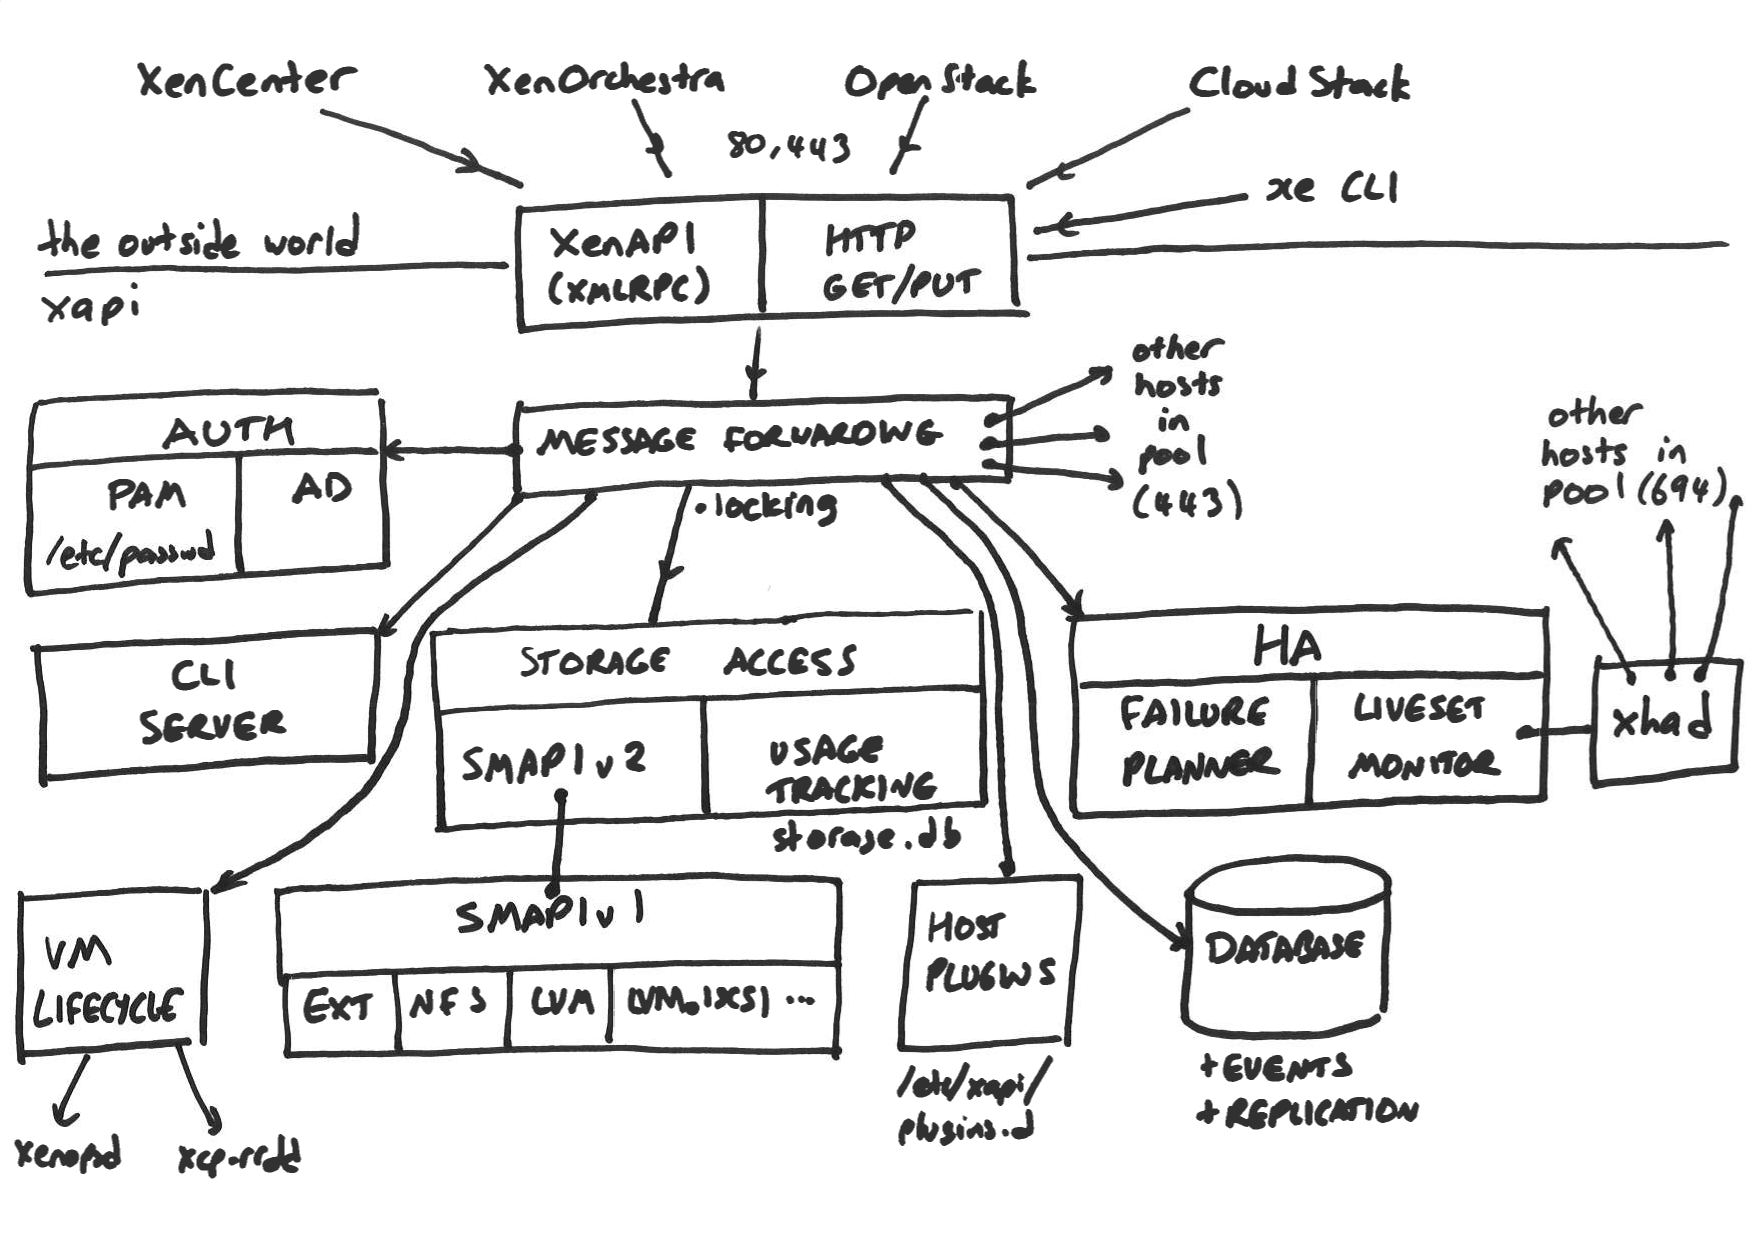 XenCenter
XenOrchestra
OpenStack
CloudStack
80,443
xe CLI
the outside world
xapi
XenAPI
(XMLRPC)
HTTP
GET/PUT
other
hosts
in
pool
(443)
AUTH
PAM
/etc/passwd
AD
MESSAGE FORWARDING
.locking
other
hosts in
pool (694)
CLI
SERVER
STORAGE ACCESS
SMAPIv2
USAGE
TRACKING
storage.db
HA
FAILURE
PLANNER
LIVESET
MONITOR
xhad
VM
LIFECYCLE
xenopsd
xcp-rrdd
SMAPIv1
EXT
NFS
LVM
LVMoISCSI ...
HOST
PLUGINS
/etc/xapi/
plugins.d
DATABASE
+EVENTS
+REPLICATION